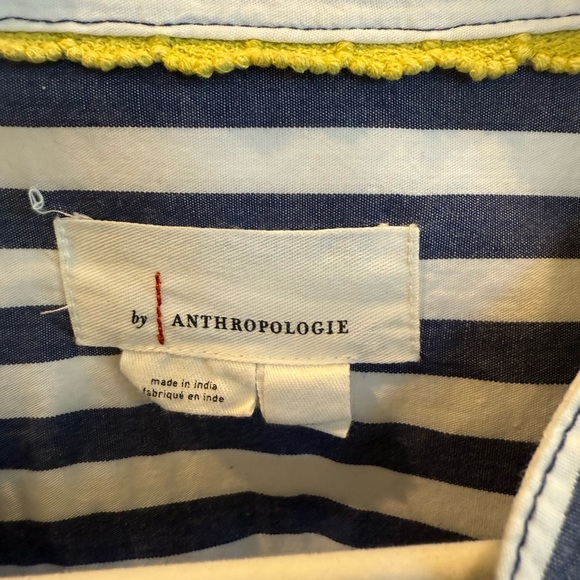 by ANTHROPOLOGIE
made in india
fabriqué en inde